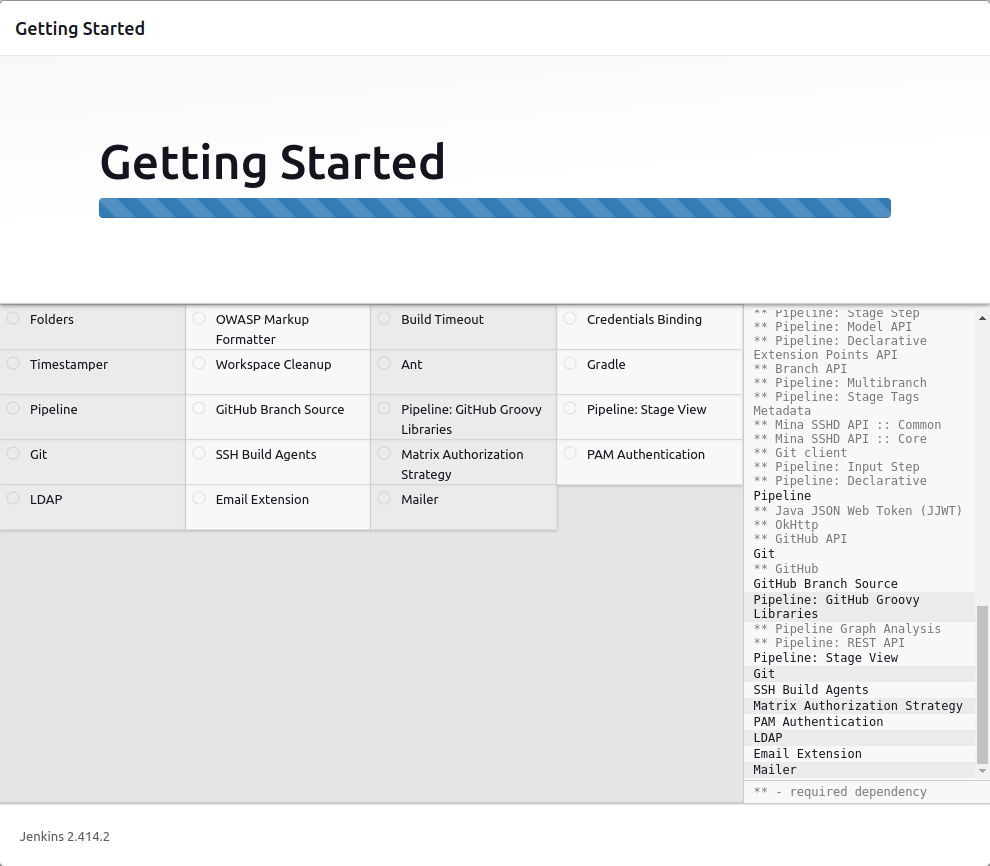 Getting Started
Getting Started
Folders
OWASP Markup
Formatter
Build Timeout
Credentials Binding
Timestamper
Workspace Cleanup
Ant
Gradle
Pipeline
GitHub Branch Source
Pipeline: GitHub Groovy
Libraries
Pipeline: Stage View
Git
SSH Build Agents
Matrix Authorization
Strategy
PAM Authentication
LDAP
Email Extension
Mailer
** Pipeline: Stage Step
** Pipeline: Model API
** Pipeline: Declarative
Extension Points API
** Branch API
** Pipeline: Multibranch
** Pipeline: Stage Tags
Metadata
** Mina SSHD API :: Common
** Mina SSHD API :: Core
** Git client
** Pipeline: Input Step
** Pipeline: Declarative
Pipeline
** Java JSON Web Token (JJWT)
** OkHttp
** GitHub API
Git
** GitHub
GitHub Branch Source
Pipeline: GitHub Groovy
Libraries
** Pipeline Graph Analysis
** Pipeline: REST API
Pipeline: Stage View
Git
SSH Build Agents
Matrix Authorization Strategy
PAM Authentication
LDAP
Email Extension
Mailer
** - required dependency
Jenkins 2.414.2